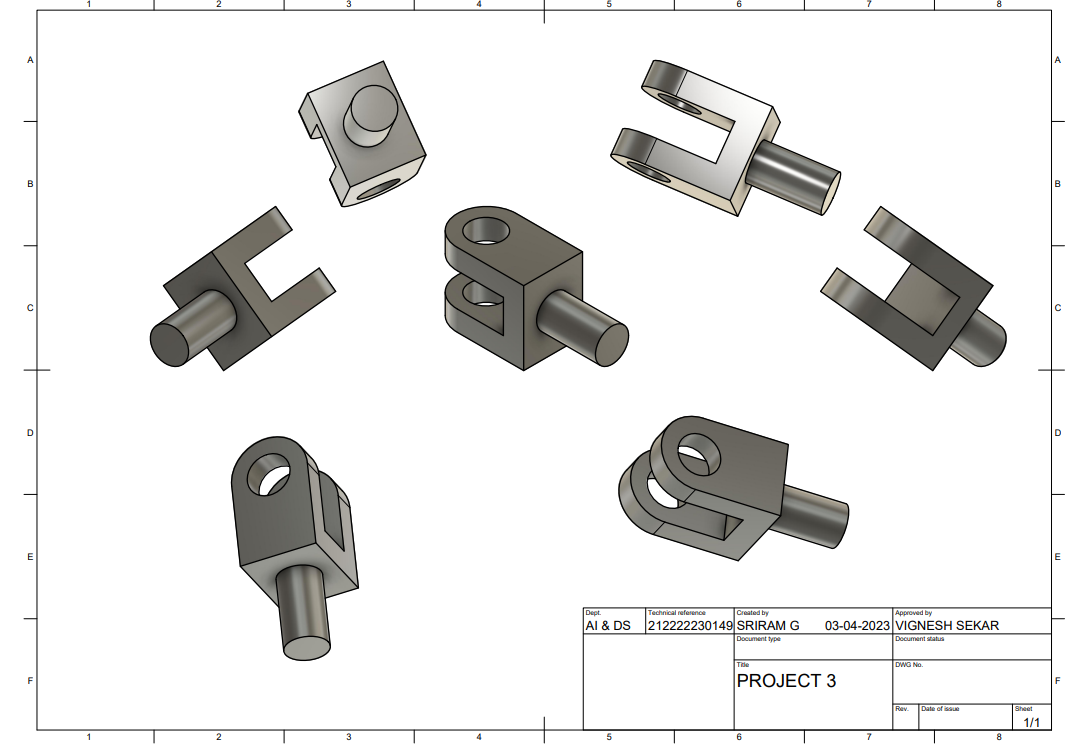 1 2 3 4 5 6 7 8
A A
B B
C C
D D
E E
F F
Dept. Technical reference Created by Approved by
AI & DS 212222230149 SRIRAM G 03-04-2023 VIGNESH SEKAR
Document type Document status
Title DWG No.
PROJECT 3
Rev. Date of issue Sheet
1/1
1 2 3 4 5 6 7 8